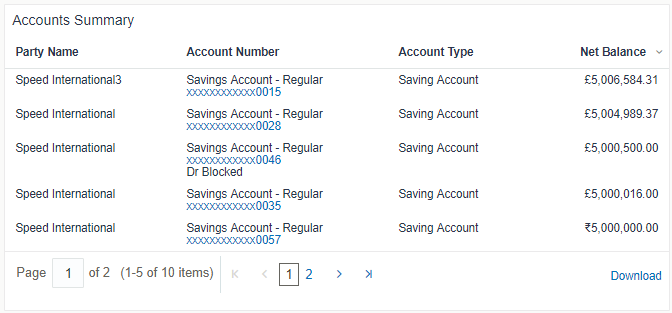 Accounts Summary
Party Name Account Number Account Type Net Balance
Speed International3 Savings Account - Regular Saving Account £5,006,584.31
xxxxxxxxxxxx0015
Speed International Savings Account - Regular Saving Account £5,004,989.37
xxxxxxxxxxxx0028
Speed International Savings Account - Regular Saving Account £5,000,500.00
xxxxxxxxxxxx0046
Dr Blocked
Speed International Savings Account - Regular Saving Account £5,000,016.00
xxxxxxxxxxxx0035
Speed International Savings Account - Regular Saving Account ₹5,000,000.00
xxxxxxxxxxxx0057
Page 1 of 2 (1-5 of 10 items) 1 2 Download